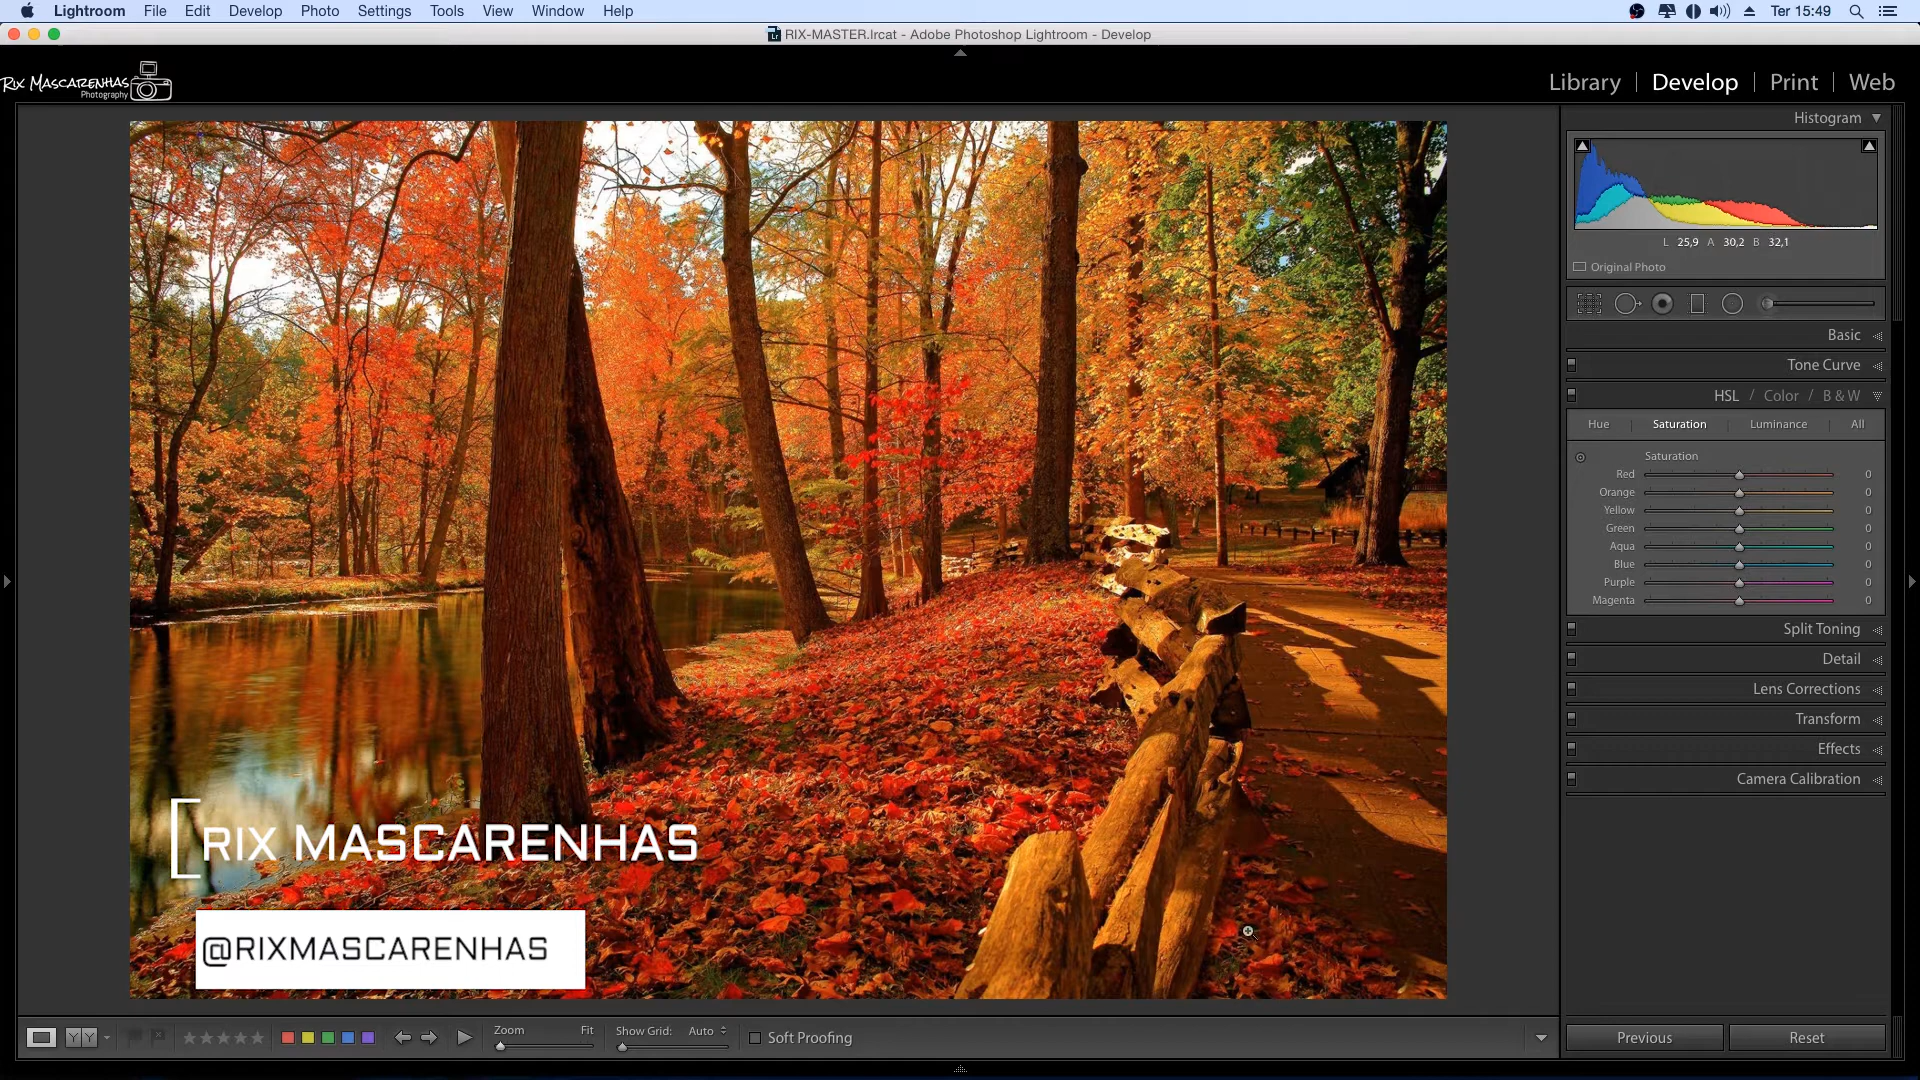 Lightroom File Edit Develop Photo Settings Tools View Window Help Ter 15:49
RIX-MASTER.lrcat - Adobe Photoshop Lightroom - Develop
Rix Mascarenhas
Photography
Library | Develop | Print | Web
Histogram
L 25,9 A 30,2 B 32,1
Original Photo
Basic
Tone Curve
HSL / Color / B & W
Hue Saturation Luminance All
Saturation
Red 0
Orange 0
Yellow 0
Green 0
Aqua 0
Blue 0
Purple 0
Magenta 0
Split Toning
Detail
Lens Corrections
Transform
Effects
Camera Calibration
RIX MASCARENHAS
@RIXMASCARENHAS
YY Zoom Fit Show Grid: Auto Soft Proofing
Previous Reset